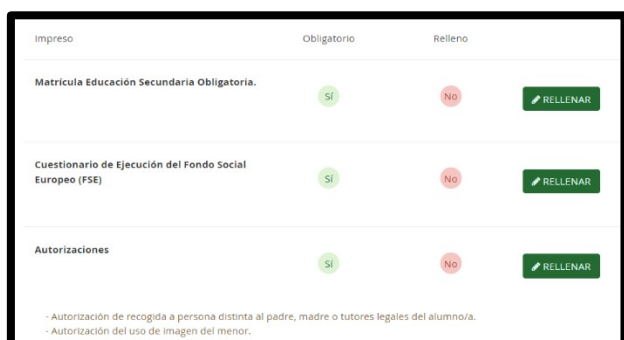 Impreso Obligatorio Relleno
Matrícula Educación Secundaria Obligatoria.
Sí No RELLENAR
Cuestionario de Ejecución del Fondo Social
Europeo (FSE)
Sí No RELLENAR
Autorizaciones
Sí No RELLENAR
- Autorización de recogida a persona distinta al padre, madre o tutores legales del alumno/a.
- Autorización del uso de imagen del menor.